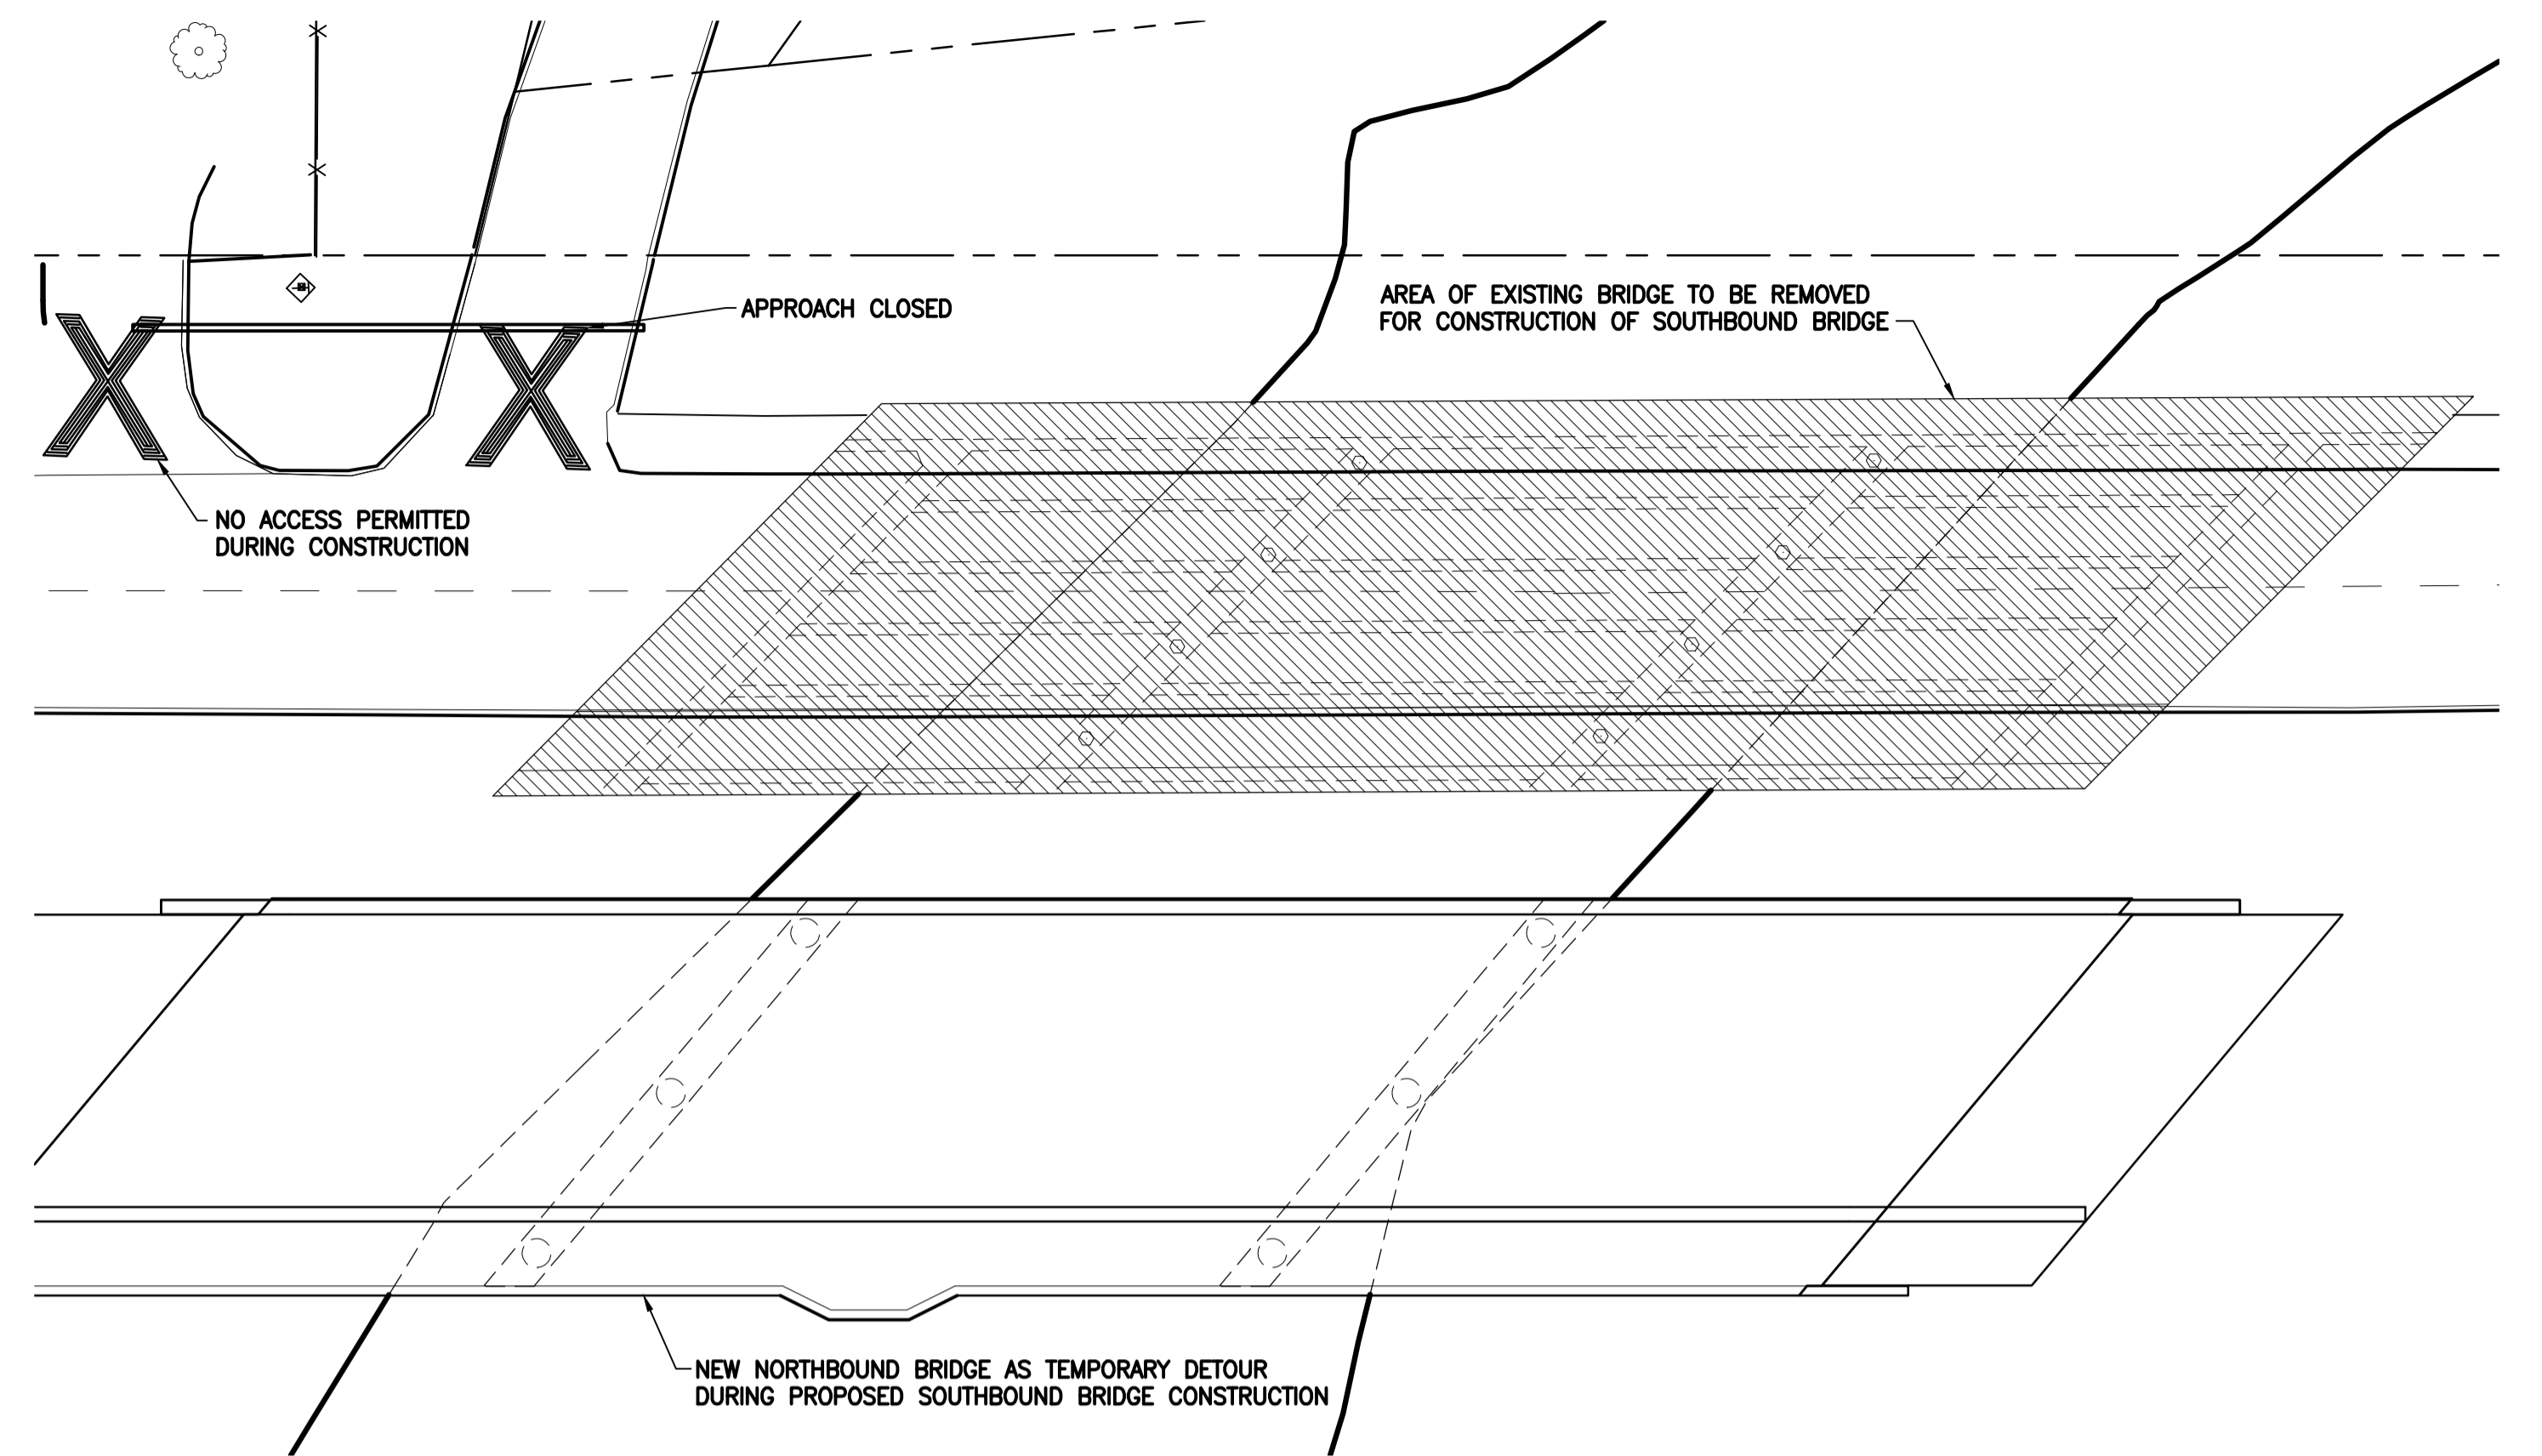 APPROACH CLOSED
AREA OF EXISTING BRIDGE TO BE REMOVED
FOR CONSTRUCTION OF SOUTHBOUND BRIDGE
NO ACCESS PERMITTED
DURING CONSTRUCTION
NEW NORTHBOUND BRIDGE AS TEMPORARY DETOUR
DURING PROPOSED SOUTHBOUND BRIDGE CONSTRUCTION